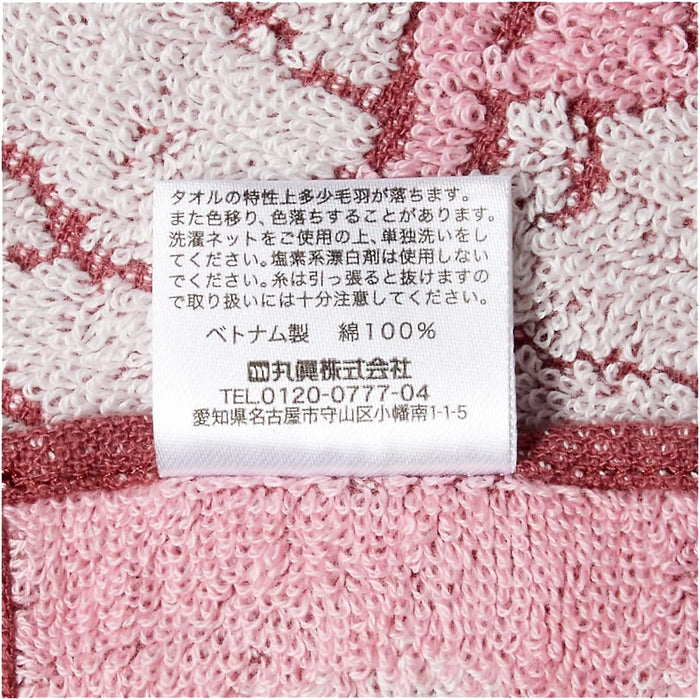 タオルの特性上多少毛羽が落ちます。
また色移り、色落ちすることがあります。
洗濯ネットをご使用の上、単独洗いをし
てください。塩素系漂白剤は使用しない
でください。糸は引っ張ると抜けますの
で取り扱いには十分注意してください。
ベトナム製 綿100%
丸眞株式会社
TEL.0120-0777-04
愛知県名古屋市守山区小幡南1-1-5